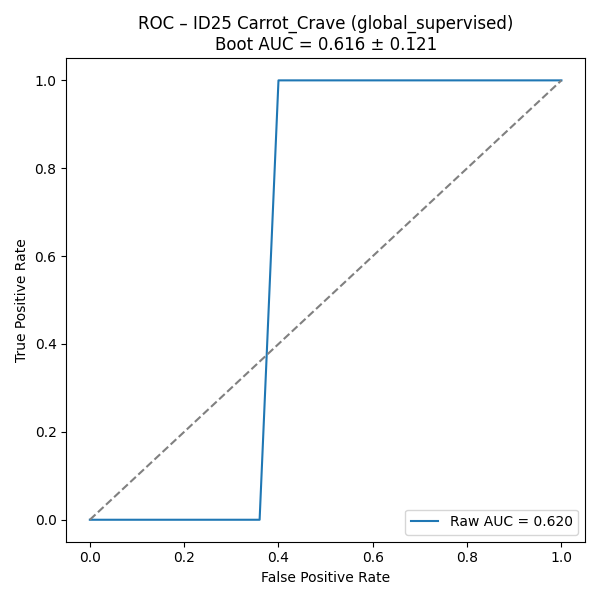 ROC – ID25 Carrot_Crave (global_supervised)
Boot AUC = 0.616 ± 0.121
True Positive Rate
1.0
0.8
0.6
0.4
0.2
0.0
Raw AUC = 0.620
0.0 0.2 0.4 0.6 0.8 1.0
False Positive Rate